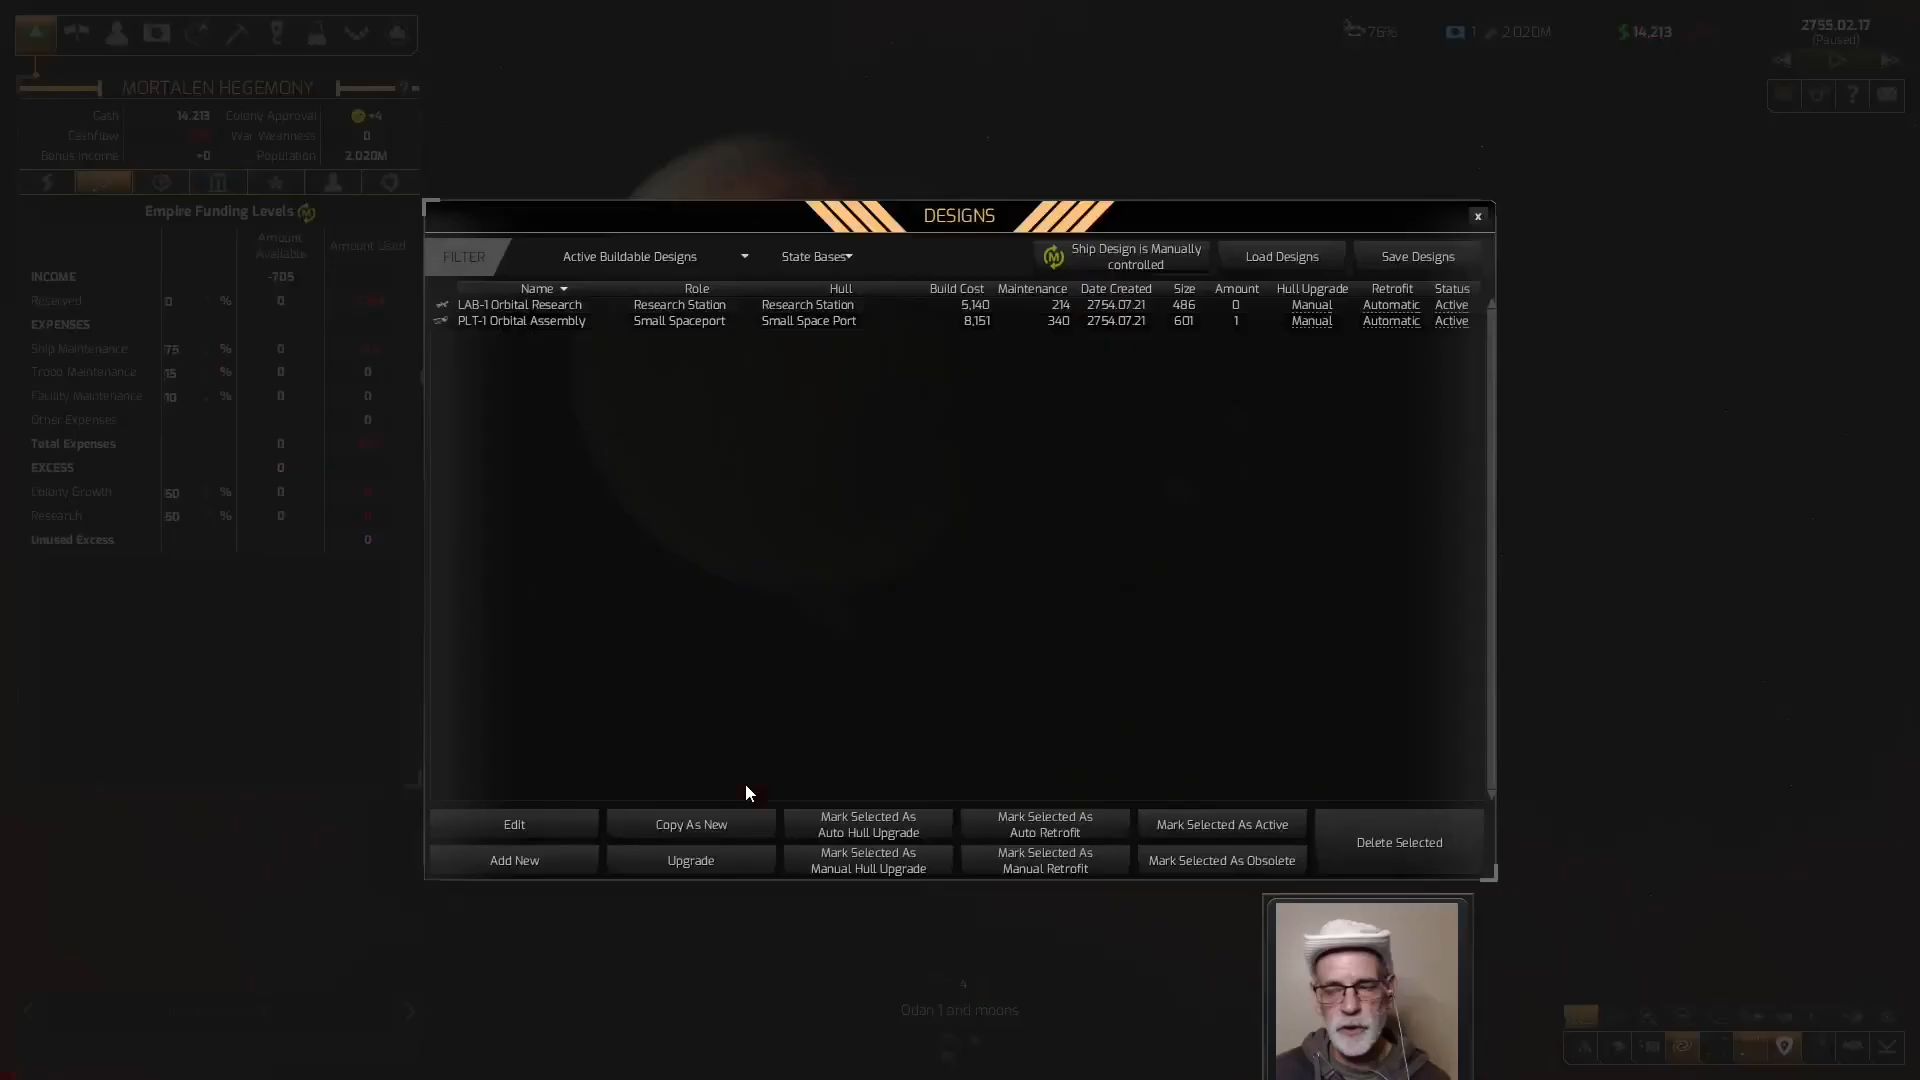 76%
1
2.020M
14,213
2755.02.17
(Paused)
MORTALEN HEGEMONY
?
Cash 14,213 Colony Approval +4
Cashflow War Weariness 0
Bonus Income +0 Population 2.020M
Empire Funding Levels M
Amount Available Amount Used
INCOME -705
Reserved 0 % 0
EXPENSES
Ship Maintenance 75 % 0
Troop Maintenance 15 % 0 0
Facility Maintenance 10 % 0 0
Other Expenses 0
Total Expenses 0
EXCESS 0
Colony Growth 50 % 0 0
Research 50 % 0 0
Unused Excess 0
DESIGNS
x
FILTER Active Buildable Designs State Bases M Ship Design is Manually controlled Load Designs Save Designs
Name Role Hull Build Cost Maintenance Date Created Size Amount Hull Upgrade Retrofit Status
LAB-1 Orbital Research Research Station Research Station 5,140 214 2754.07.21 486 0 Manual Automatic Active
PLT-1 Orbital Assembly Small Spaceport Small Space Port 8,151 340 2754.07.21 601 1 Manual Automatic Active
Edit
Copy As New
Mark Selected As Auto Hull Upgrade
Mark Selected As Auto Retrofit
Mark Selected As Active
Delete Selected
Add New
Upgrade
Mark Selected As Manual Hull Upgrade
Mark Selected As Manual Retrofit
Mark Selected As Obsolete
4
Odan 1 and moons
?